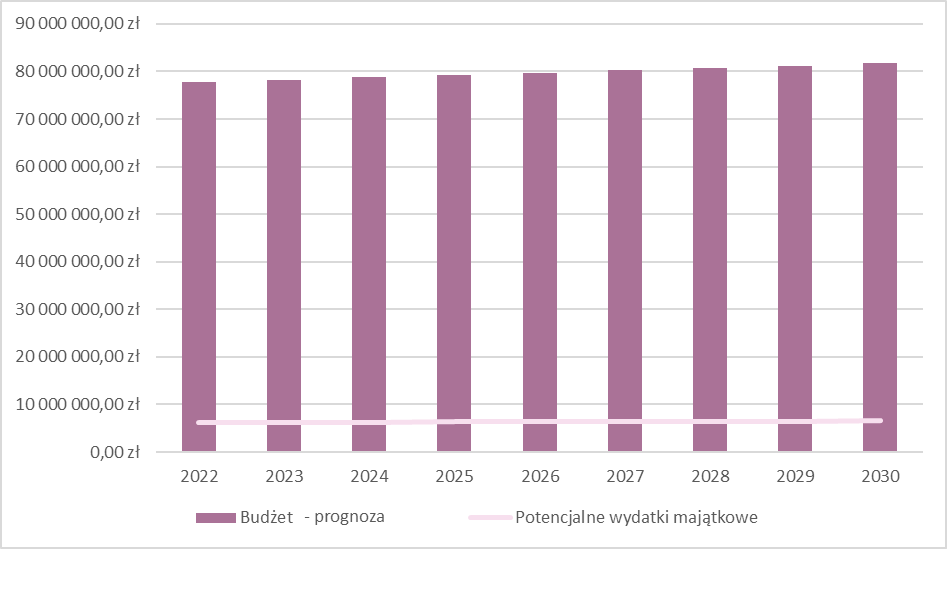 90 000 000,00 zł
80 000 000,00 zł
70 000 000,00 zł
60 000 000,00 zł
50 000 000,00 zł
40 000 000,00 zł
30 000 000,00 zł
20 000 000,00 zł
10 000 000,00 zł
0,00 zł
2022 2023 2024 2025 2026 2027 2028 2029 2030
Budżet - prognoza Potencjalne wydatki majątkowe